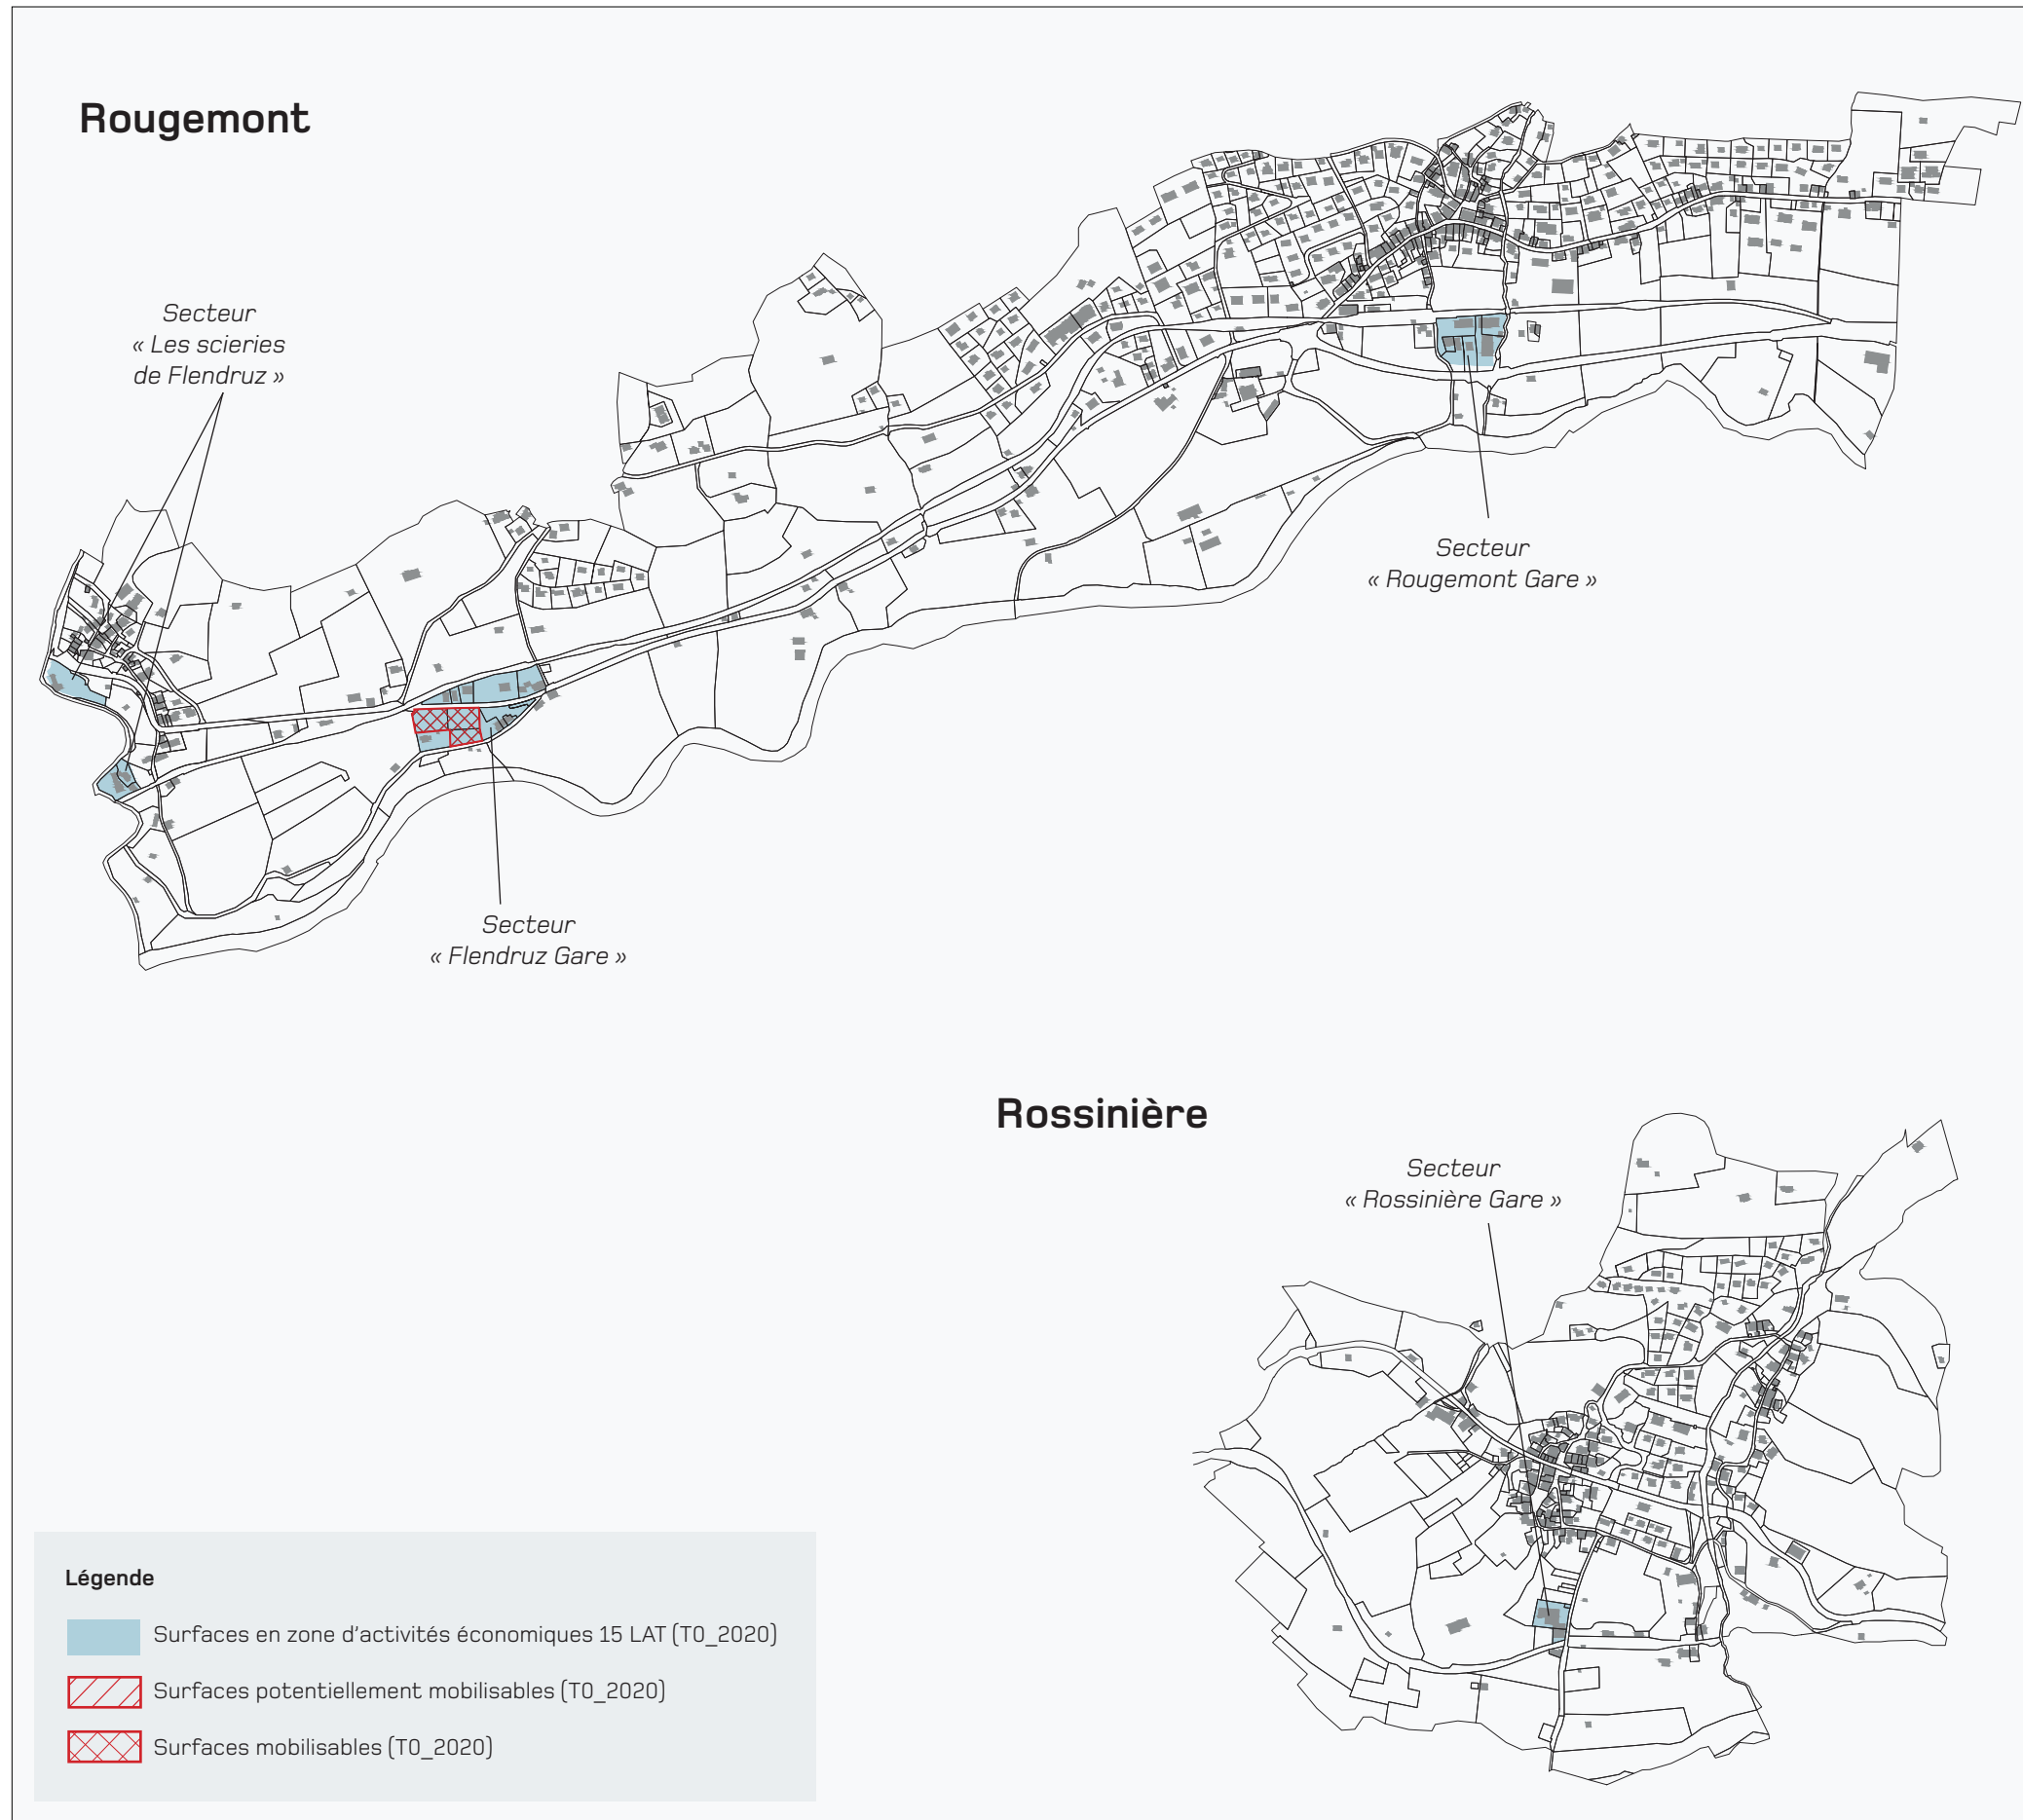 Rougemont
Secteur
« Les scieries
de Flendruz »
Secteur
« Rougemont Gare »
Secteur
« Flendruz Gare »
Rossinière
Secteur
« Rossinière Gare »
Légende
Surfaces en zone d'activités économiques 15 LAT (T0_2020)
Surfaces potentiellement mobilisables (T0_2020)
Surfaces mobilisables (T0_2020)